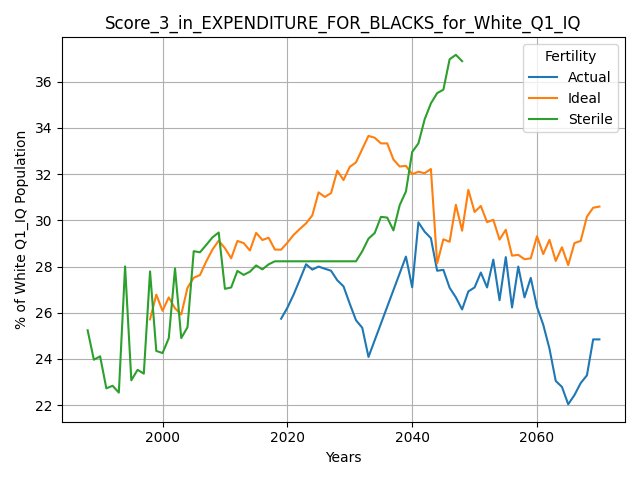 Score_3_in_EXPENDITURE_FOR_BLACKS_for_White_Q1_IQ
% of White Q1_IQ Population
36
34
32
30
28
26
24
22
Fertility
Actual
Ideal
Sterile
2000 2020 2040 2060
Years